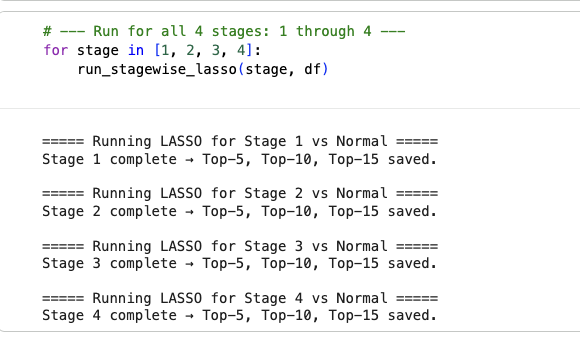 # --- Run for all 4 stages: 1 through 4 ---
for stage in [1, 2, 3, 4]:
    run_stagewise_lasso(stage, df)
===== Running LASSO for Stage 1 vs Normal =====
Stage 1 complete → Top-5, Top-10, Top-15 saved.
===== Running LASSO for Stage 2 vs Normal =====
Stage 2 complete → Top-5, Top-10, Top-15 saved.
===== Running LASSO for Stage 3 vs Normal =====
Stage 3 complete → Top-5, Top-10, Top-15 saved.
===== Running LASSO for Stage 4 vs Normal =====
Stage 4 complete → Top-5, Top-10, Top-15 saved.